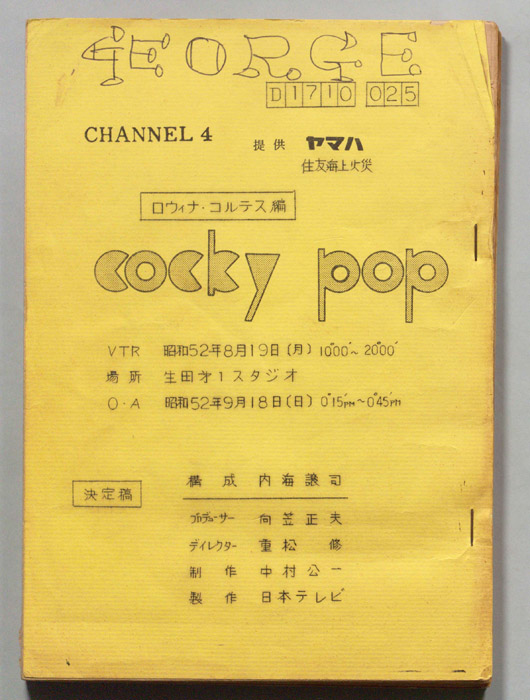 GEORGE
D1710 025
CHANNEL 4
提供 ヤマハ
住友海上火災
ロウィナ・コルテス編
cocky pop
VTR 昭和52年8月19日(月) 10°00′~20°00′
場所 生田才1スタジオ
O・A 昭和52年9月18日(日) 0°15′PM~0°45PM
決定稿
構成 内海譲司
プロデューサー 向笠正夫
ディレクター 重松 修
制作 中村公一
製作 日本テレビ